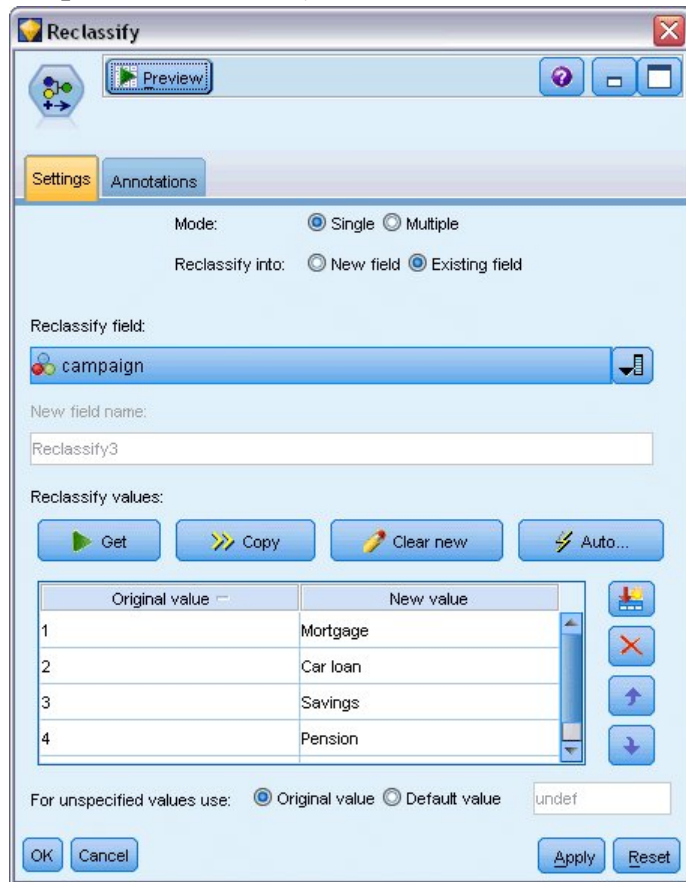 Reclassify
Preview
Settings Annotations
Mode: Single Multiple
Reclassify into: New field Existing field
Reclassify field:
campaign
New field name:
Reclassify3
Reclassify values:
Get Copy Clear new Auto...
Original value New value
1 Mortgage
2 Car loan
3 Savings
4 Pension
For unspecified values use: Original value Default value undef
OK Cancel Apply Reset